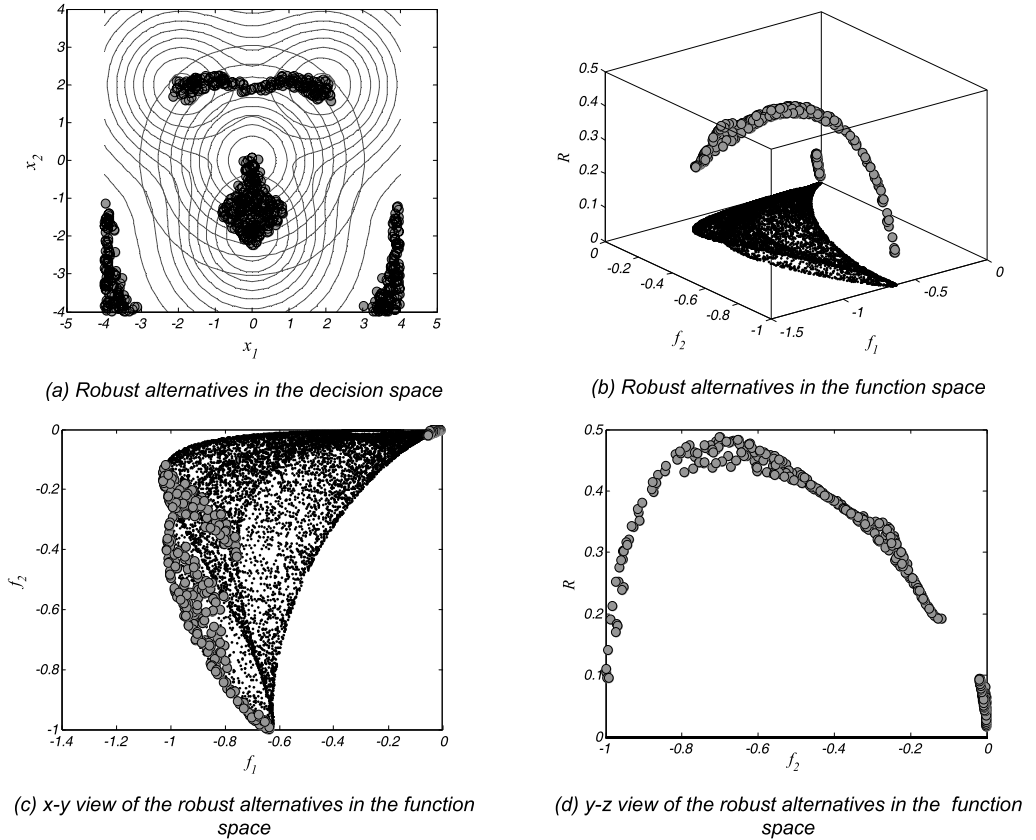 4
3
2
1
0
-1
-2
-3
-4
x2
-5 -4 -3 -2 -1 0 1 2 3 4 5
x1
(a) Robust alternatives in the decision space
0.5
0.4
0.3
0.2
0.1
0
R
0
-0.2
-0.4
-0.6
-0.8
-1
f2
-1.5
-1
-0.5
0
f1
(b) Robust alternatives in the function space
0
-0.2
-0.4
-0.6
-0.8
-1
f2
-1.4 -1.2 -1 -0.8 -0.6 -0.4 -0.2 0
f1
(c) x-y view of the robust alternatives in the function
space
0.5
0.4
0.3
0.2
0.1
0
R
-1 -0.8 -0.6 -0.4 -0.2 0
f2
(d) y-z view of the robust alternatives in the function
space